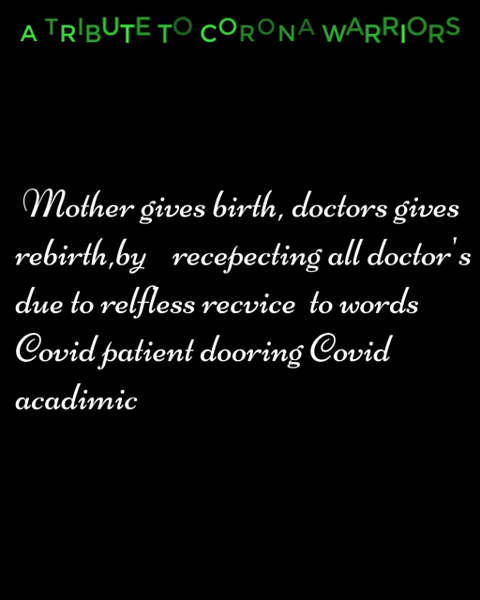 A TRIBUTE TO CORONA WARRIORS
Mother gives birth, doctors gives
rebirth,by recepecting all doctor's
due to relfless recvice to words
Covid patient dooring Covid
acadimic